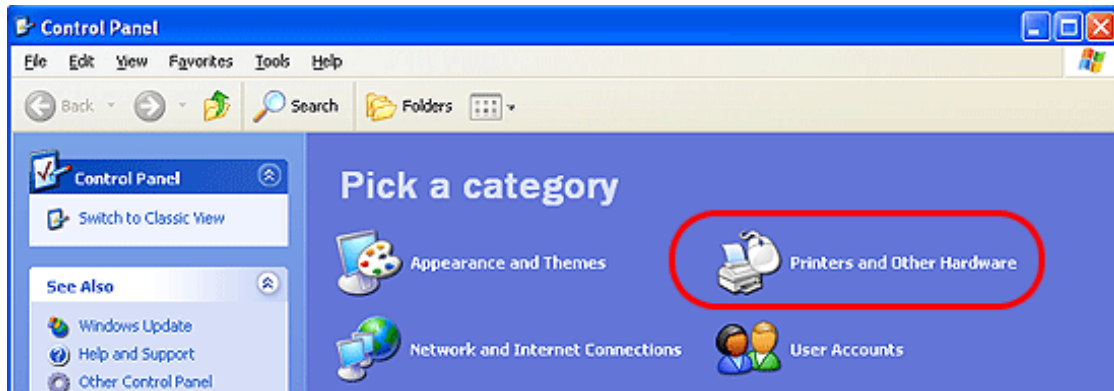 Control Panel
File Edit View Favorites Tools Help
Back Search Folders
Control Panel
Switch to Classic View
See Also
Windows Update
Help and Support
Other Control Panel
Pick a category
Appearance and Themes
Printers and Other Hardware
Network and Internet Connections
User Accounts